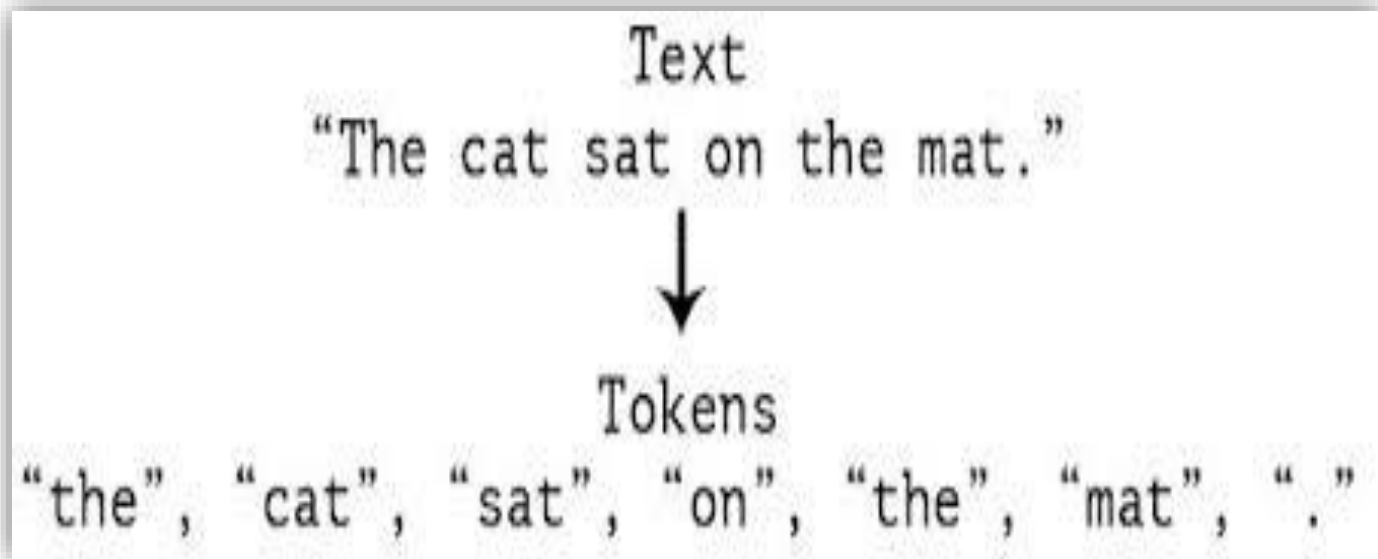 Text
“The cat sat on the mat.”
Tokens
“the”, “cat”, “sat”, “on”, “the”, “mat”, “.”